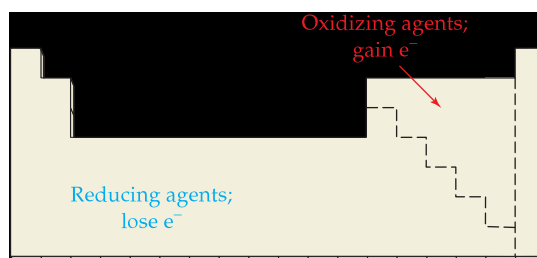 Oxidizing agents;
gain e⁻
Reducing agents;
lose e⁻